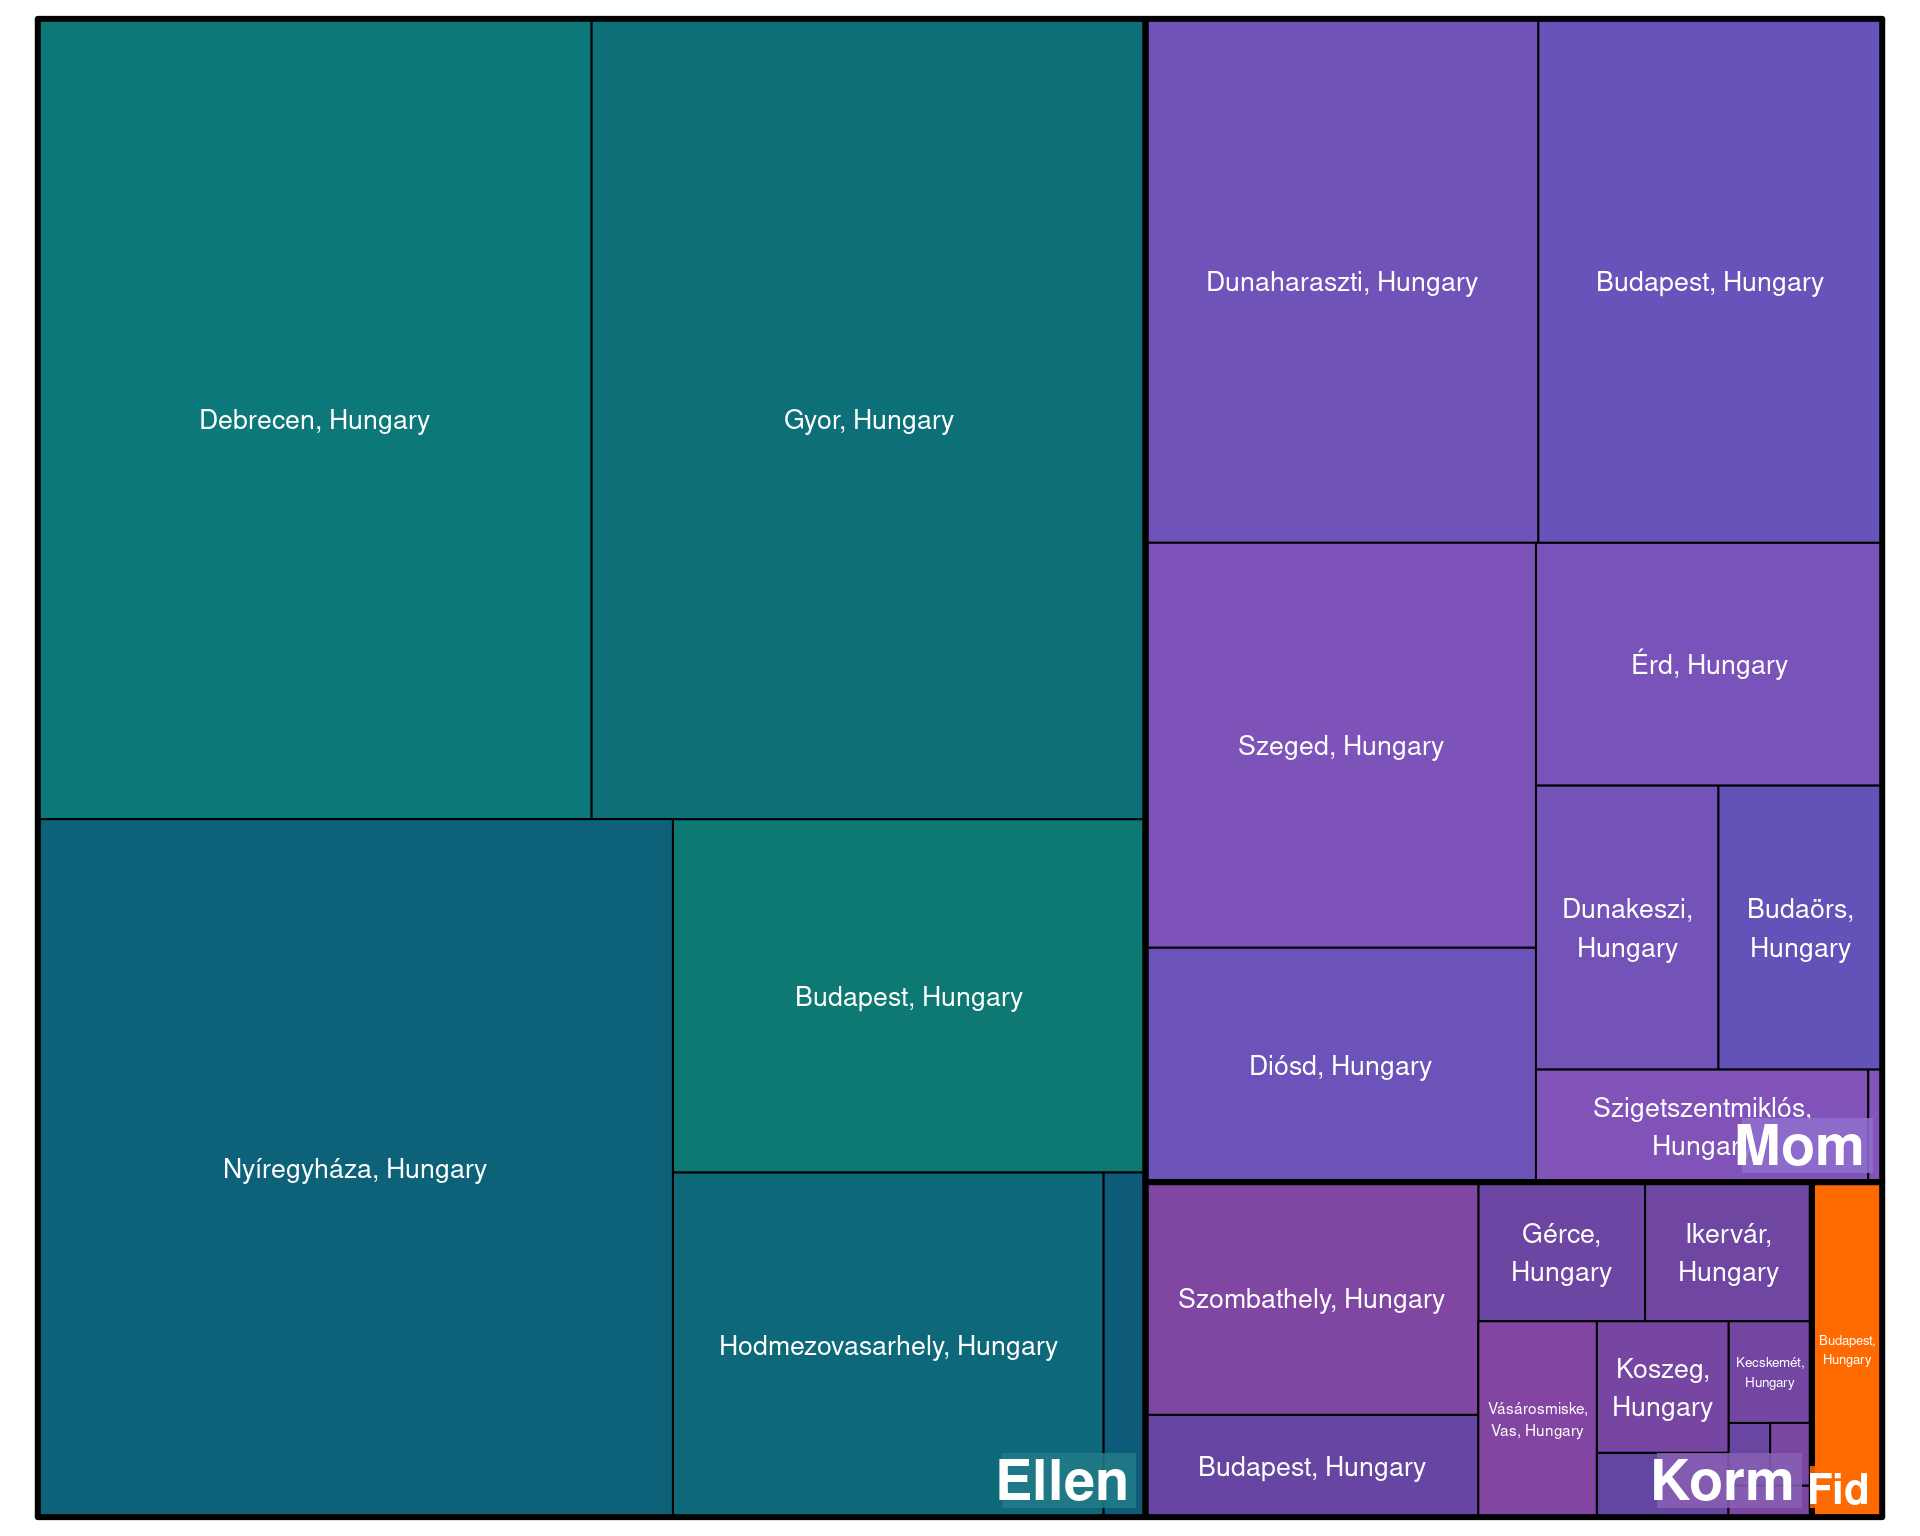 Debrecen, Hungary
Gyor, Hungary
Nyíregyháza, Hungary
Budapest, Hungary
Hodmezovasarhely, Hungary
Ellen
Dunaharaszti, Hungary
Budapest, Hungary
Szeged, Hungary
Érd, Hungary
Dunakeszi,
Hungary
Budaörs,
Hungary
Diósd, Hungary
Szigetszentmiklós,
Hungary
Mom
Szombathely, Hungary
Gérce,
Hungary
Ikervár,
Hungary
Budapest, Hungary
Vásárosmiske,
Vas, Hungary
Koszeg,
Hungary
Kecskemét,
Hungary
Korm
Budapest,
Hungary
Fid